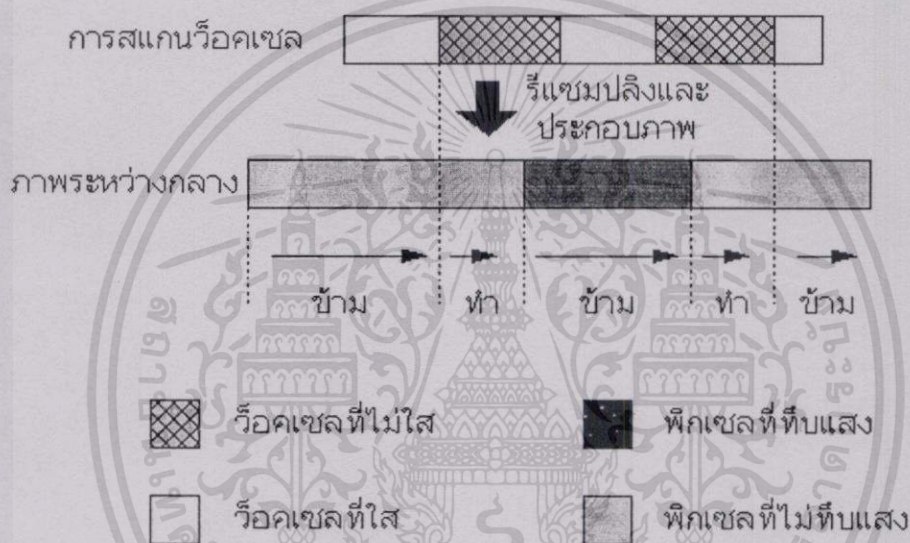 การสแกนว็อคเซล
รีแซมปลิงและ
ประกอบภาพ
ภาพระหว่างกลาง
ข้าม ทำ ข้าม ทำ ข้าม
ว็อคเซลที่ไม่ใส พิกเซลที่ทึบแสง
ว็อคเซลที่ใส พิกเซลที่ไม่ทึบแสง